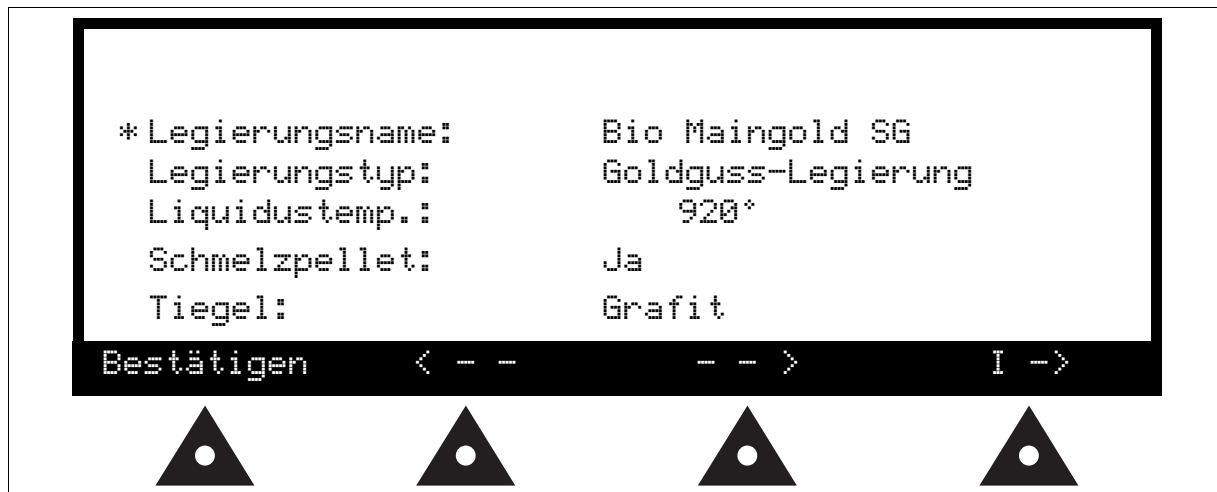 * Legierungsname: Bio Maingold SG
Legierungstyp: Goldguss-Legierung
Liquidustemp.: 920°
Schmelzpellet: Ja
Tiegel: Grafit
Bestätigen < - - - - > I ->